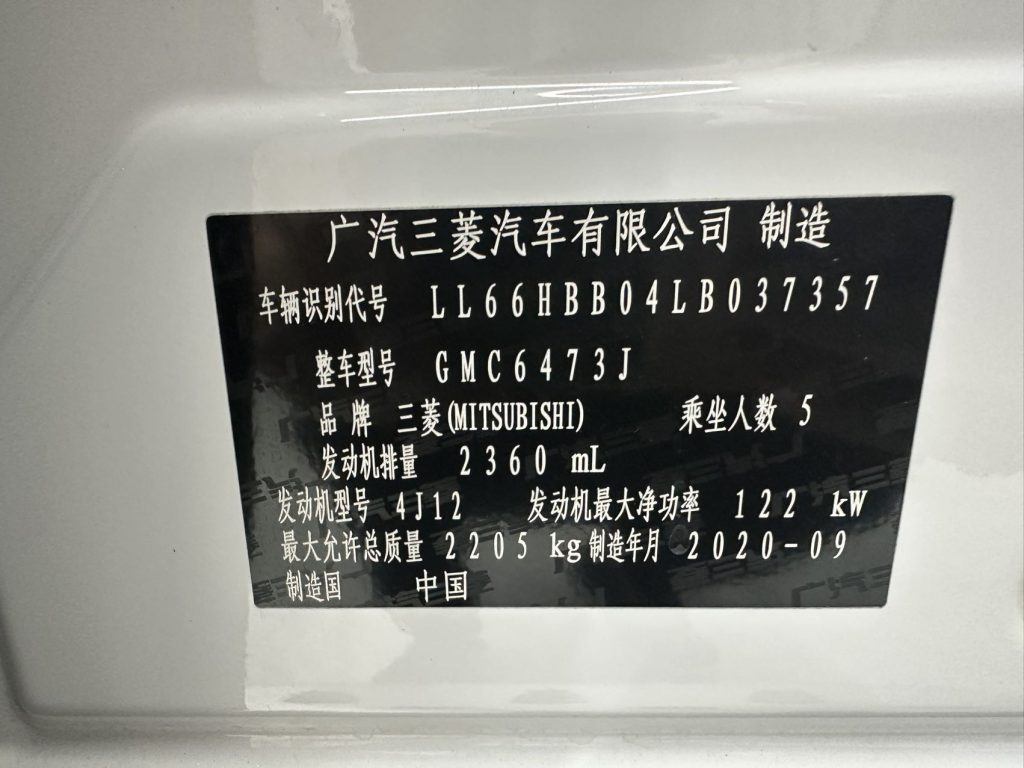 广汽三菱汽车有限公司 制造
车辆识别代号 LL66HBB04LB037357
整车型号 GMC6473J
品 牌 三菱(MITSUBISHI) 乘坐人数 5
发动机排量 2360 mL
发动机型号 4J12 发动机最大净功率 122 kW
最大允许总质量 2205 kg 制造年月 2020-09
制造国 中国